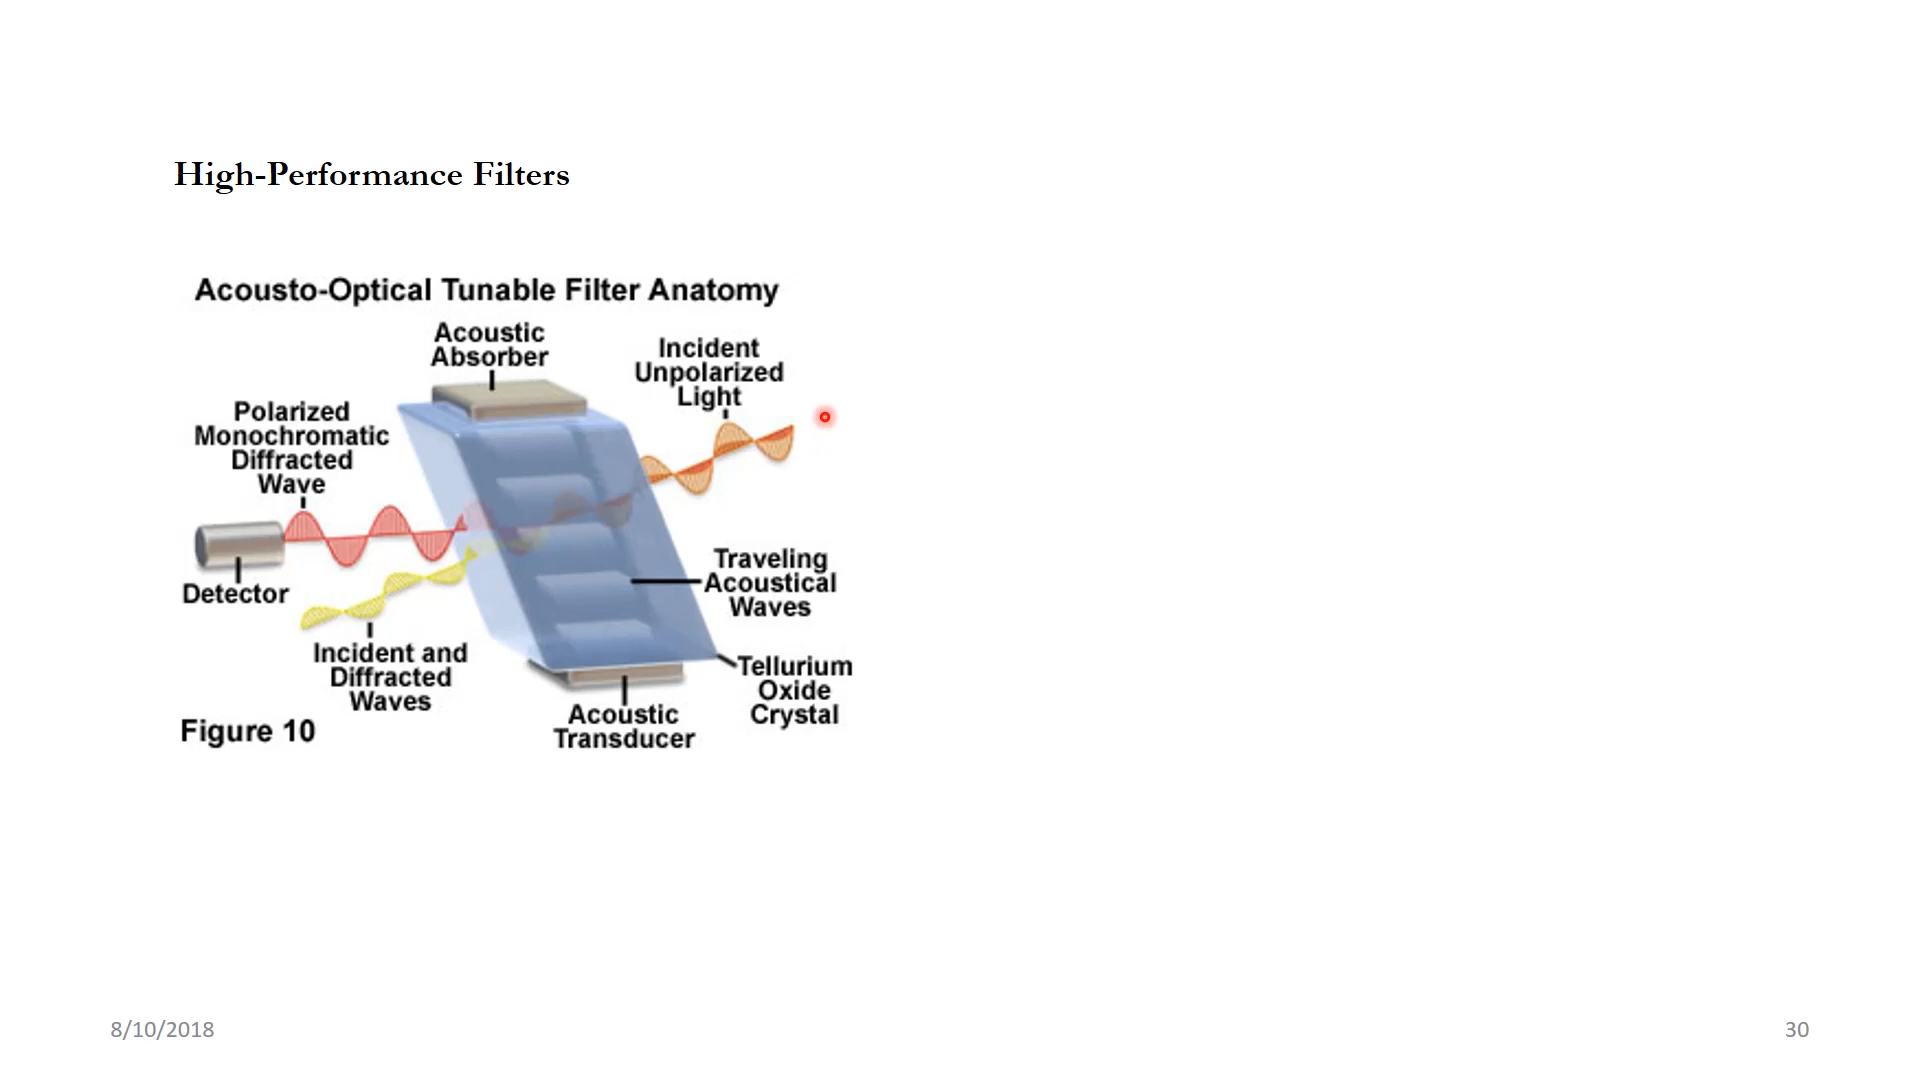 High-Performance Filters
Acousto-Optical Tunable Filter Anatomy
Acoustic
Absorber
Incident
Unpolarized
Light
Polarized
Monochromatic
Diffracted
Wave
Detector
Traveling
Acoustical
Waves
Incident and
Diffracted
Waves
Tellurium
Oxide
Crystal
Acoustic
Transducer
Figure 10
8/10/2018
30